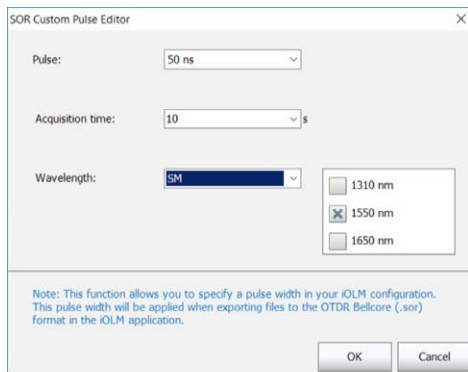 SOR Custom Pulse Editor
Pulse: 50 ns
Acquisition time: 10 s
Wavelength: SM
1310 nm
1550 nm
1650 nm
Note: This function allows you to specify a pulse width in your iOLM configuration.
This pulse width will be applied when exporting files to the OTDR Bellcore (.sor)
format in the iOLM application.
OK Cancel